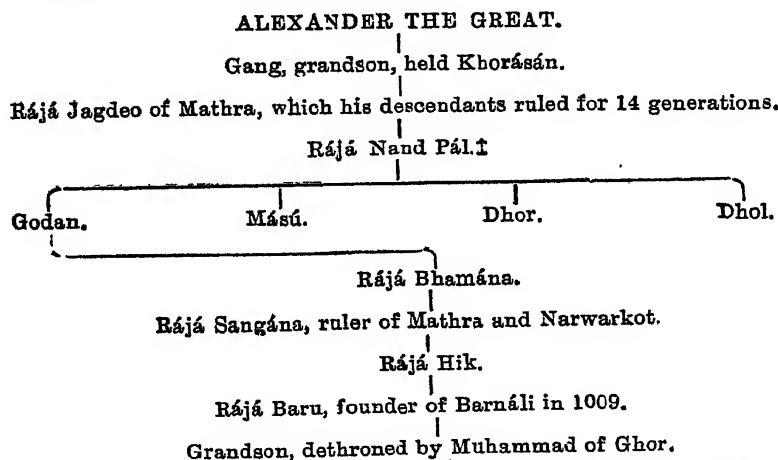 ALEXANDER THE GREAT.
Gang, grandson, held Khorásán.
Rájá Jagdeo of Mathra, which his descendants ruled for 14 generations.
Rájá Nand Pál.‡
Godan. Mású. Dhor. Dhol.
Rájá Bhamána.
Rájá Sangána, ruler of Mathra and Narwarkot.
Rájá Hik.
Rájá Baru, founder of Barnáli in 1009.
Grandson, dethroned by Muhammad of Ghor.